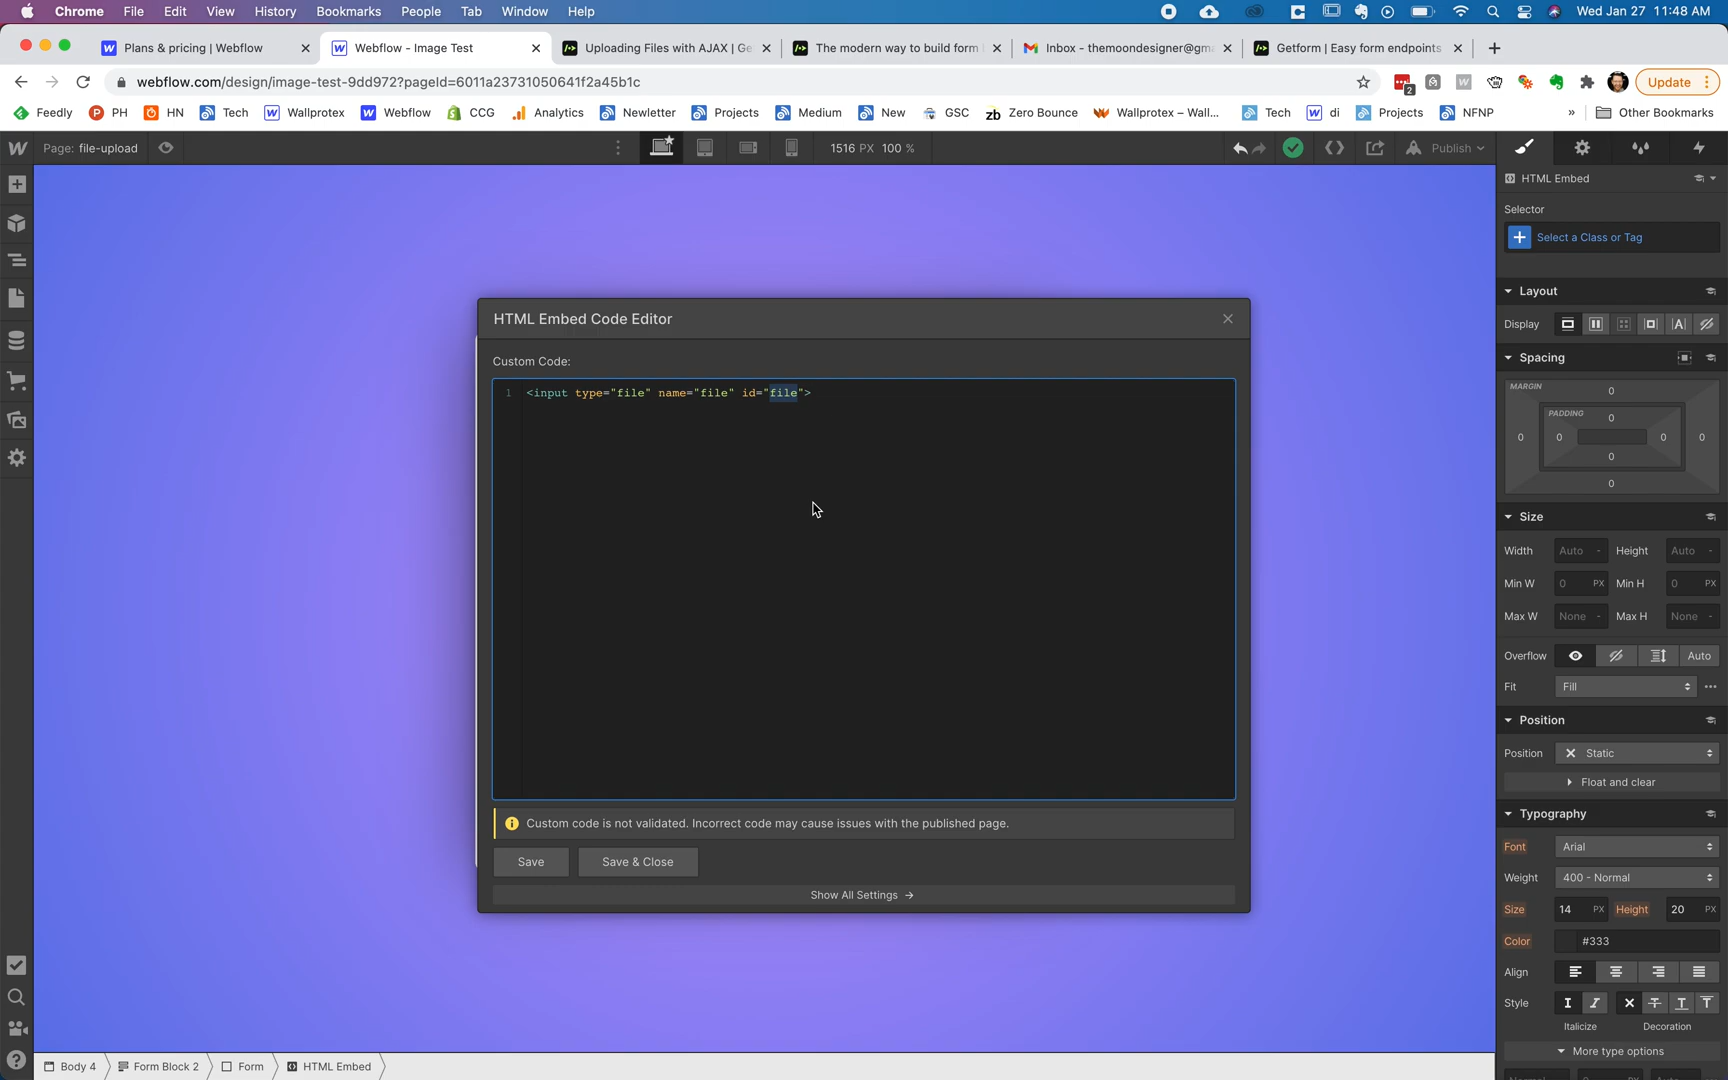 Chrome File Edit View History Bookmarks People Tab Window Help Wed Jan 27 11:48 AM
Plans & pricing | Webflow Webflow - Image Test Uploading Files with AJAX | Ge The modern way to build form Inbox - themoondesigner@gm Getform | Easy form endpoints
webflow.com/design/image-test-9dd972?pageId=6011a23731050641f2a45b1c 2 Update
Feedly PH HN Tech Wallprotex Webflow CCG Analytics Newletter Projects Medium New GSC Zero Bounce Wallprotex – Wall... Tech di Projects NFNP » Other Bookmarks
Page: file-upload 1516 PX 100 % Publish
HTML Embed
Selector
Select a Class or Tag
Layout
Display
Spacing
MARGIN 0
PADDING 0
0 0 0 0
0
0
Size
Width Auto - Height Auto -
Min W 0 PX Min H 0 PX
Max W None - Max H None -
Overflow Auto
Fit Fill
Position
Position Static
Float and clear
Typography
Font Arial
Weight 400 - Normal
Size 14 PX Height 20 PX
Color #333
Align
Style
Italicize Decoration
More type options
HTML Embed Code Editor
Custom Code:
1 <input type="file" name="file" id="file">
Custom code is not validated. Incorrect code may cause issues with the published page.
Save Save & Close
Show All Settings →
Body 4 Form Block 2 Form HTML Embed